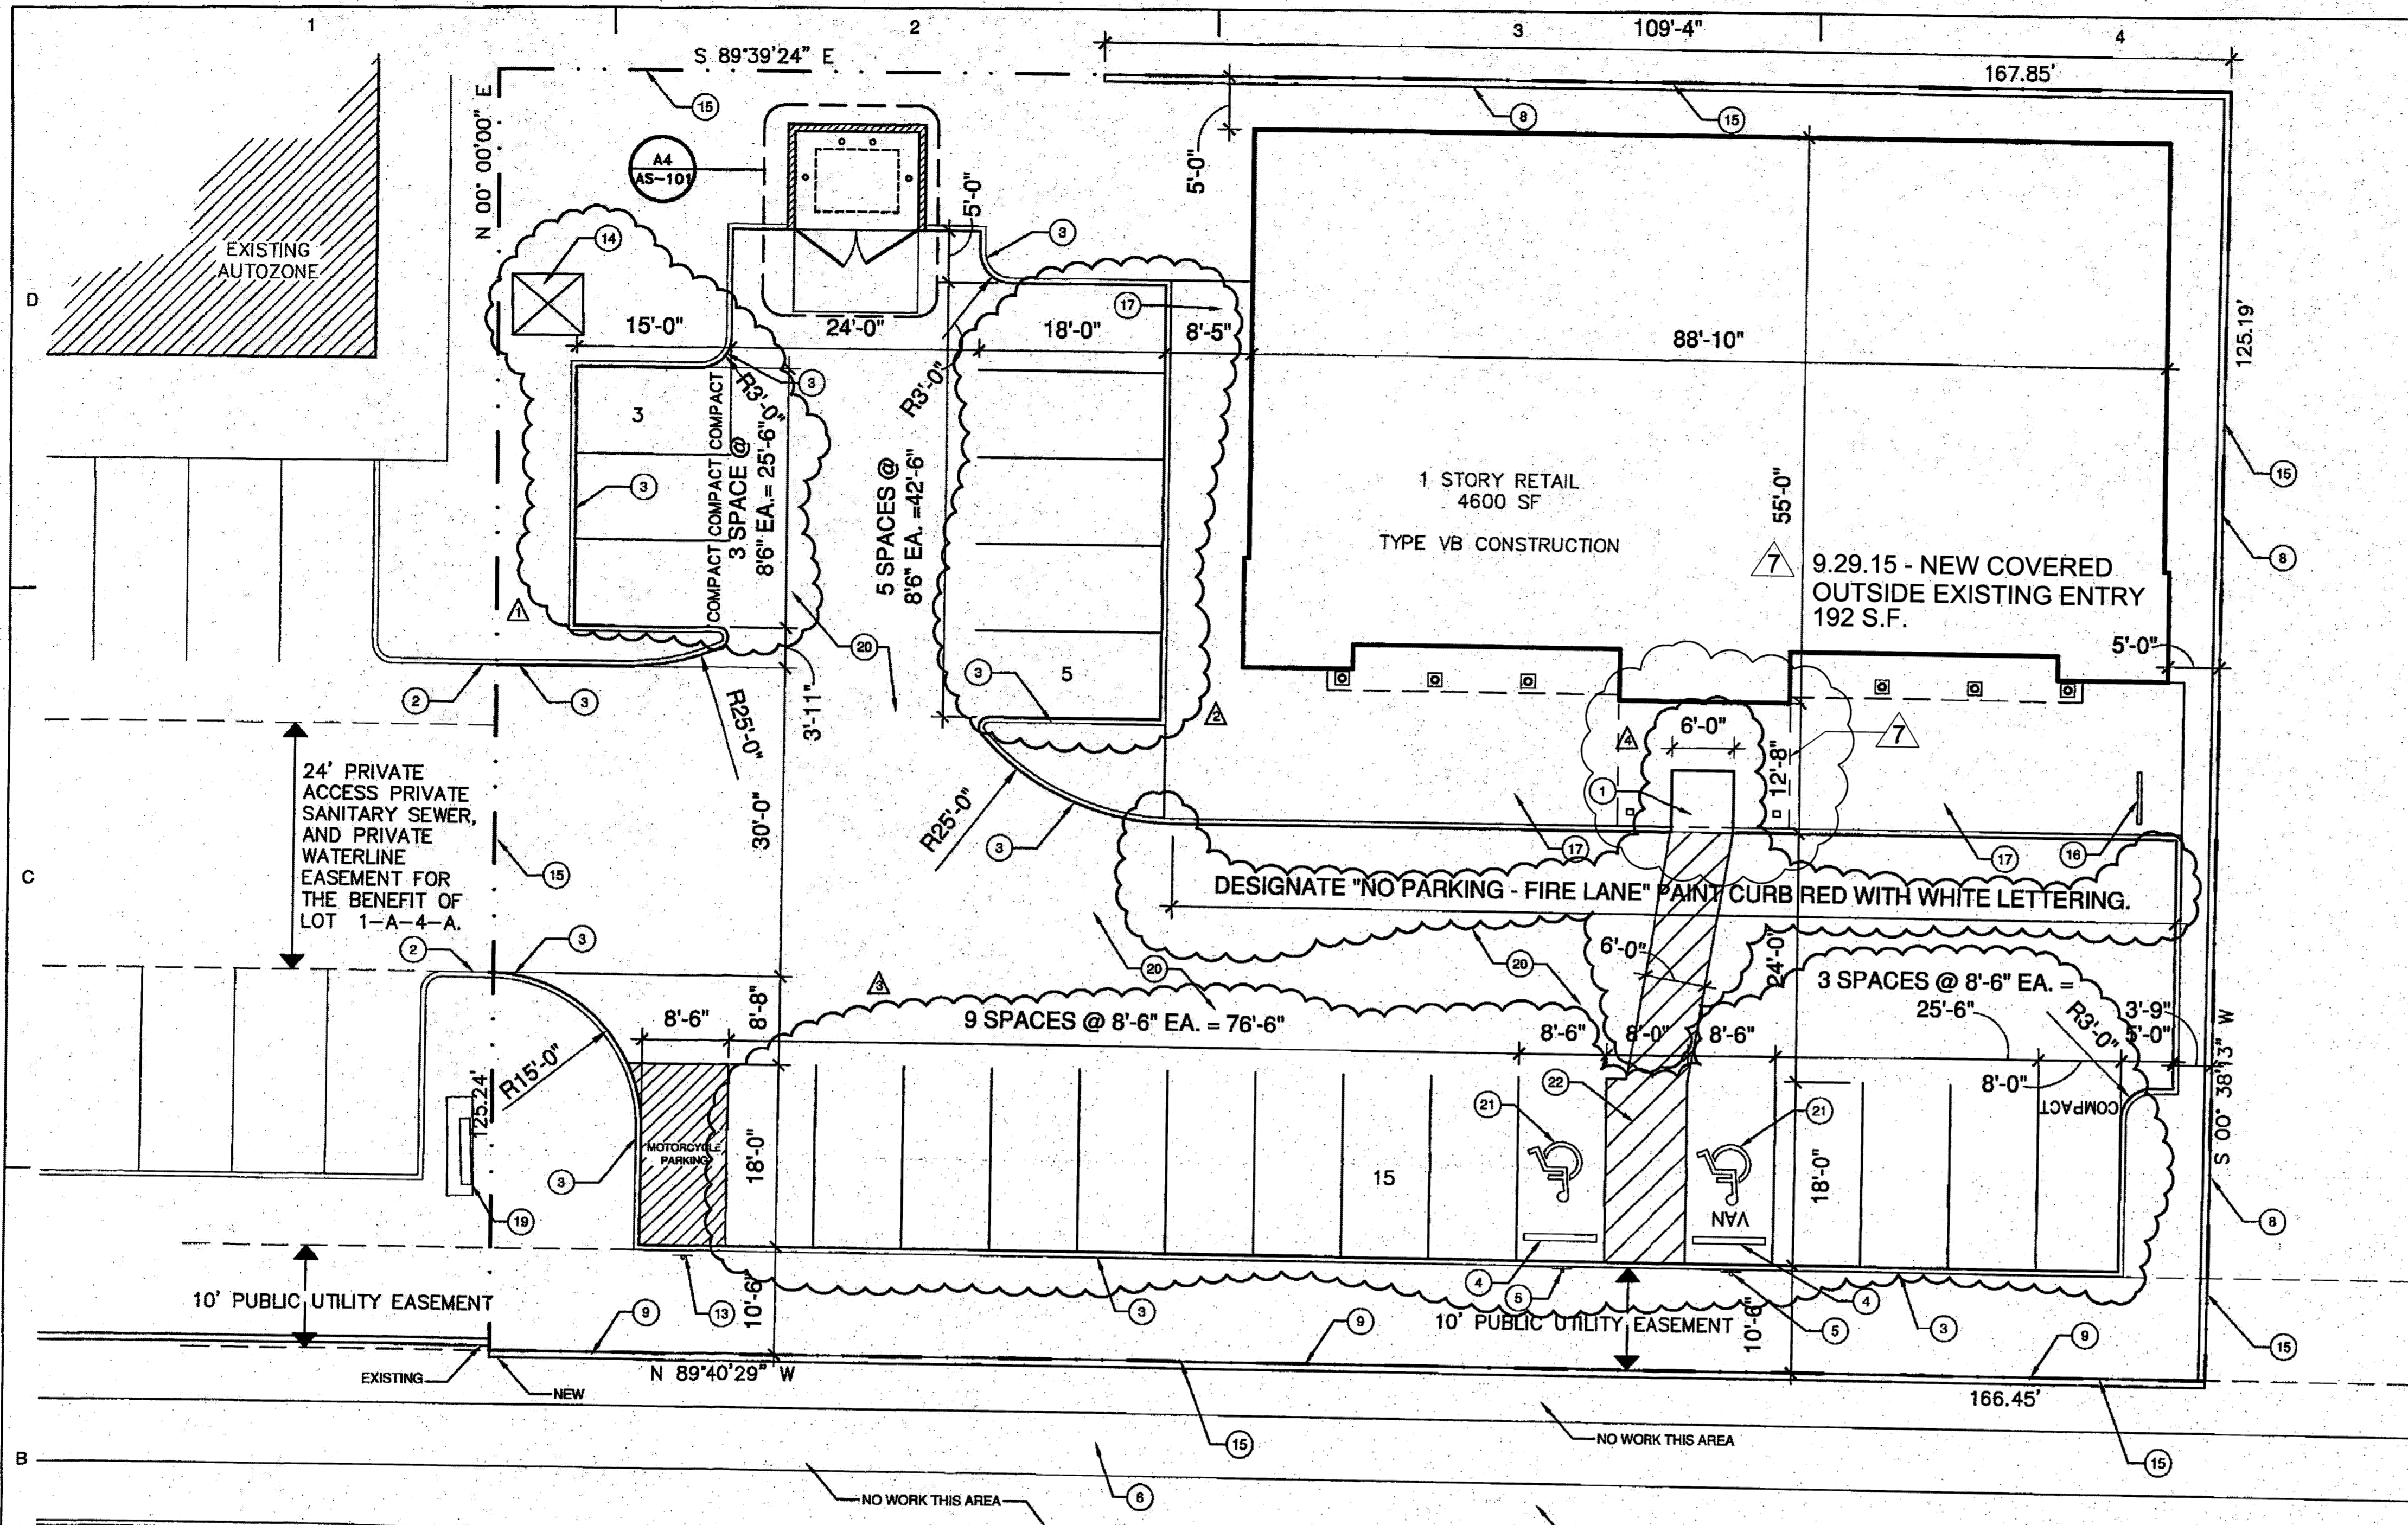 1
2
3
4
109'-4"
S 89°39'24" E
167.85'
N 00° 00'00" E
15
8
15
A4
AS-101
5'-0"
5'-0"
3
EXISTING
AUTOZONE
14
D
15'-0"
24'-0"
18'-0"
17
8'-5"
88'-10"
125.19'
R3'-0"
3
R3'-0"
3
3
COMPACT COMPACT COMPACT
3 SPACE @
8'6" EA.= 25'-6"
5 SPACES @
8'6" EA. =42'-6"
1 STORY RETAIL
4600 SF
TYPE VB CONSTRUCTION
55'-0"
15
8
7
9.29.15 - NEW COVERED
OUTSIDE EXISTING ENTRY
192 S.F.
1
20
3
5
5'-0"
2
3
R25'-0"
3'-11"
2
4
6'-0"
7
12'-8"
24' PRIVATE
ACCESS PRIVATE
SANITARY SEWER,
AND PRIVATE
WATERLINE
EASEMENT FOR
THE BENEFIT OF
LOT 1-A-4-A.
30'-0"
R25'-0"
3
1
17
17
16
C
15
DESIGNATE "NO PARKING - FIRE LANE" PAINT CURB RED WITH WHITE LETTERING.
2
3
20
20
6'-0"
24'-0"
3
3 SPACES @ 8'-6" EA. =
25'-6"
8'-6"
8'-8"
9 SPACES @ 8'-6" EA. = 76'-6"
8'-6"
8'-0"
8'-6"
R3'-0"
3'-9"
5'-0"
S 00° 38'13" W
R15'-0"
125.24'
8'-0"
COMPACT
22
21
21
MOTORCYCLE
PARKING
18'-0"
15
18'-0"
VAN
3
19
8
10' PUBLIC UTILITY EASEMENT
13
10'-6"
3
4
5
10' PUBLIC UTILITY EASEMENT
10'-6"
4
5
3
9
9
9
15
EXISTING
NEW
N 89°40'29" W
166.45'
15
NO WORK THIS AREA
15
B
NO WORK THIS AREA
6